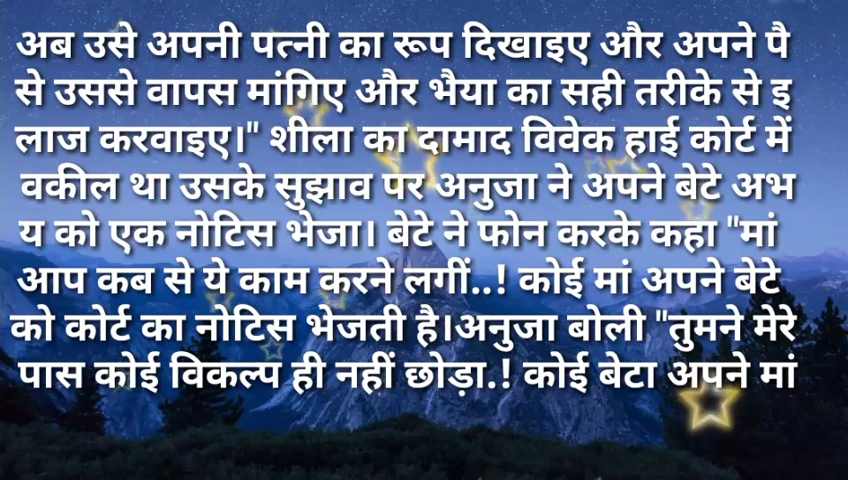 अब उसे अपनी पत्नी का रूप दिखाइए और अपने पै
से उससे वापस मांगिए और भैया का सही तरीके से इ
लाज करवाइए।" शीला का दामाद विवेक हाई कोर्ट में
वकील था उसके सुझाव पर अनुजा ने अपने बेटे अभ
य को एक नोटिस भेजा। बेटे ने फोन करके कहा "मां
आप कब से ये काम करने लगीं..! कोई मां अपने बेटे
को कोर्ट का नोटिस भेजती है।अनुजा बोली "तुमने मेरे
पास कोई विकल्प ही नहीं छोड़ा.! कोई बेटा अपने मां